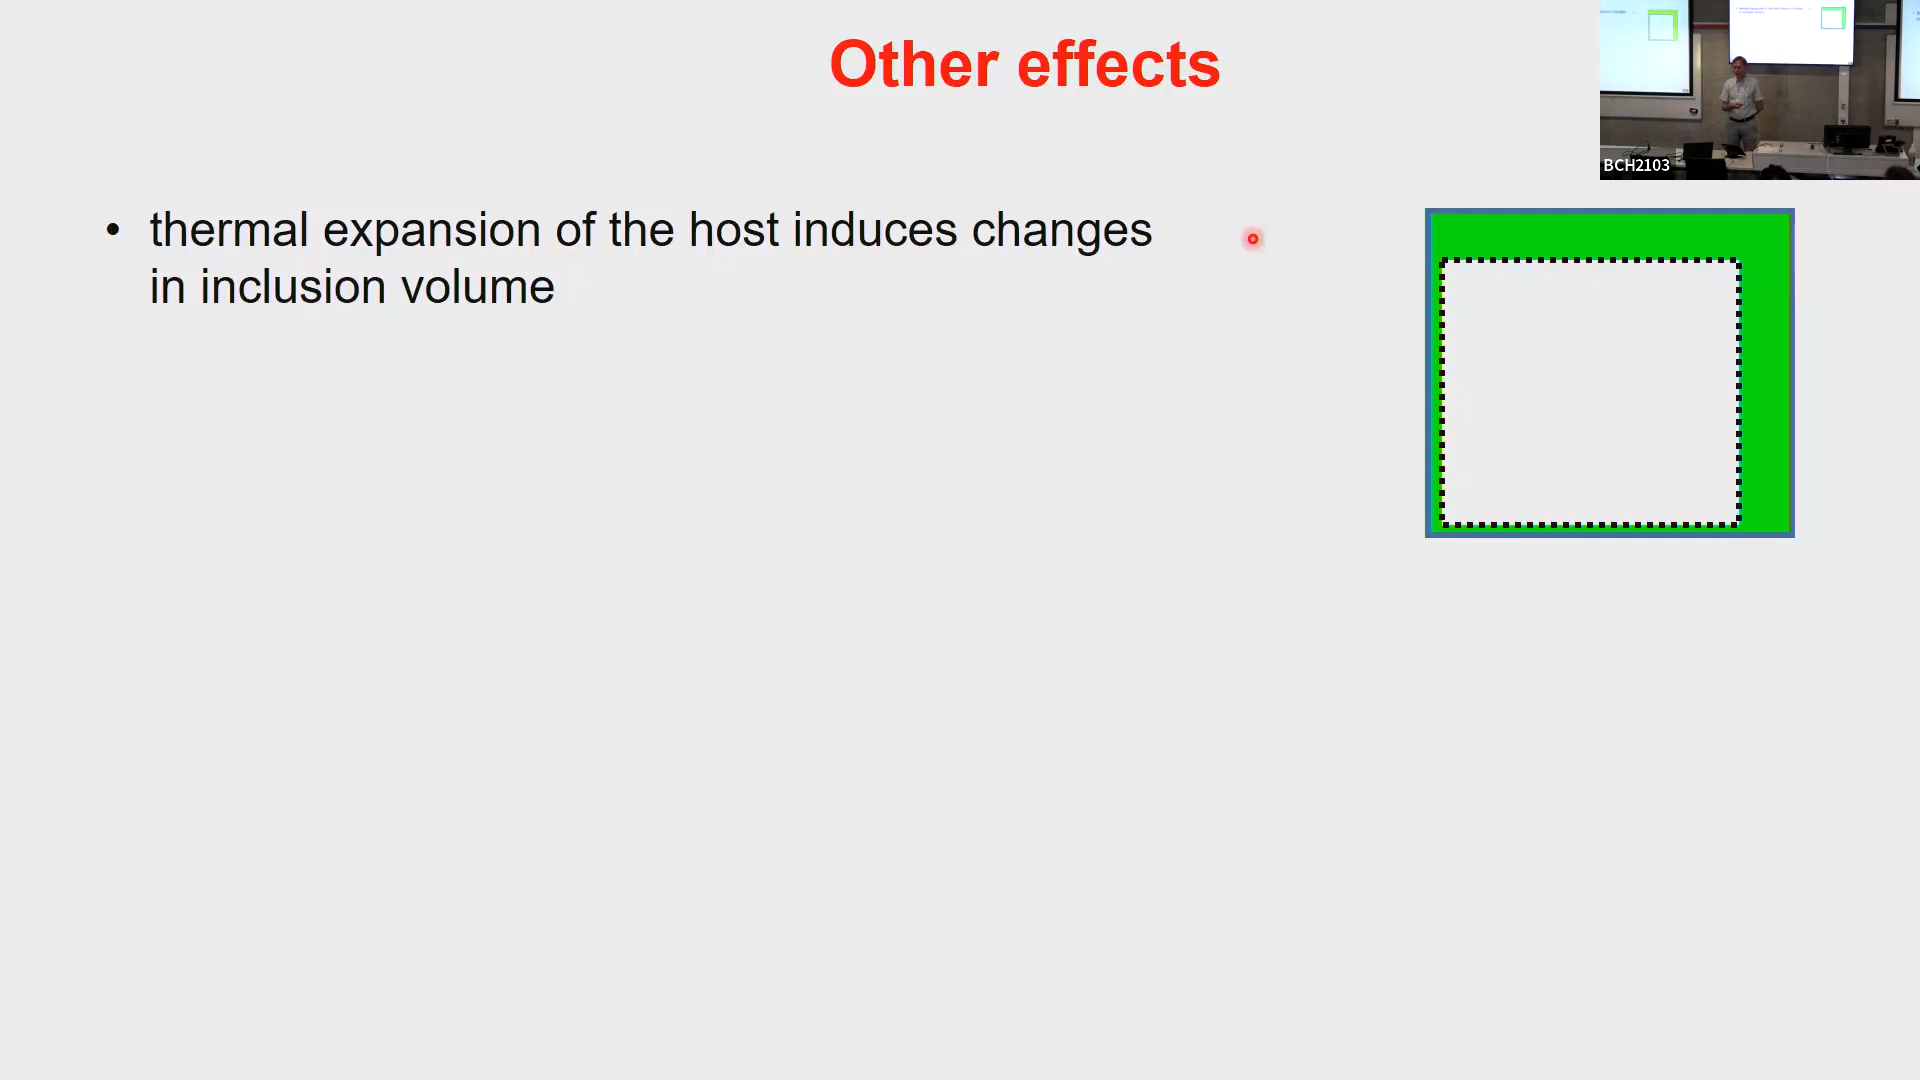 Other effects
BCH2103
• thermal expansion of the host induces changes
in inclusion volume